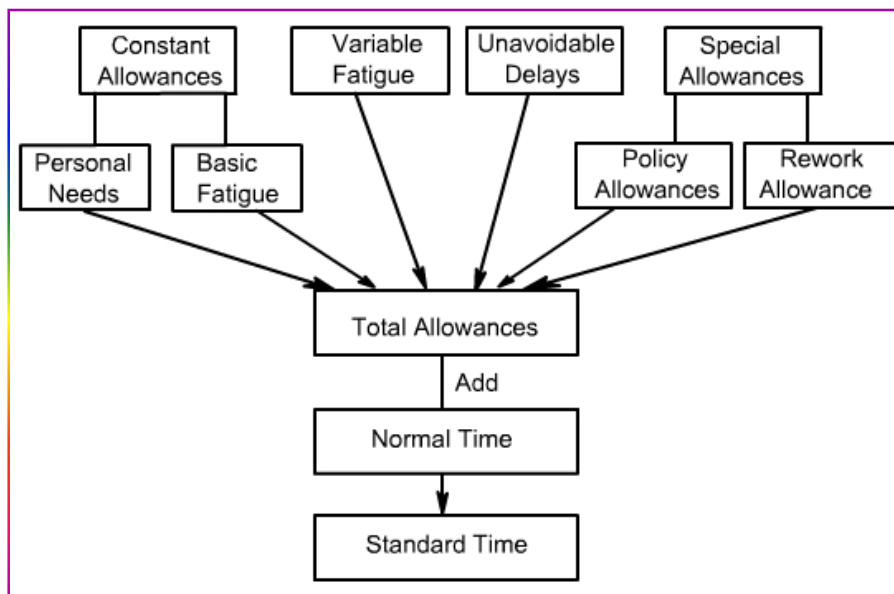 Constant
Allowances
Variable
Fatigue
Unavoidable
Delays
Special
Allowances
Personal
Needs
Basic
Fatigue
Policy
Allowances
Rework
Allowance
Total Allowances
Add
Normal Time
Standard Time